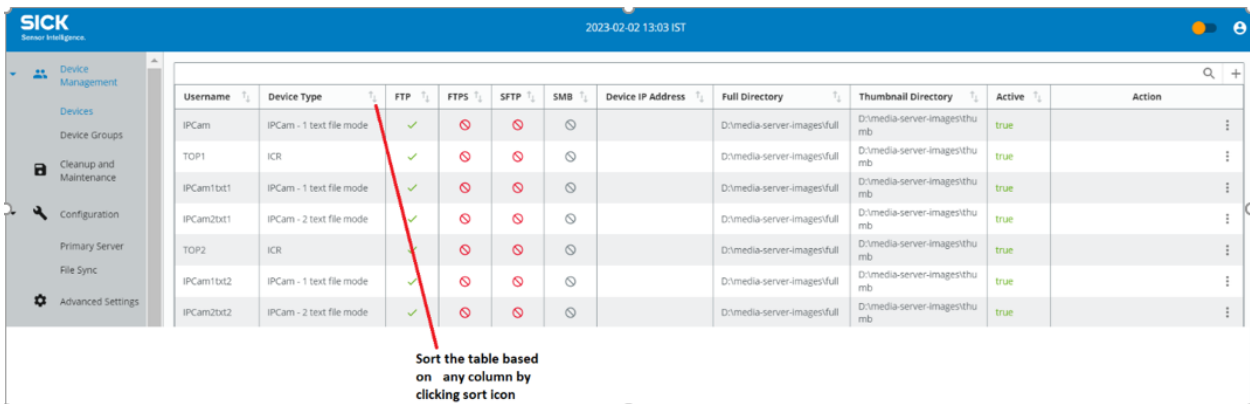 SICK
Sensor Intelligence.
2023-02-02 13:03 IST
Device
Management
Devices
Device Groups
Cleanup and
Maintenance
Configuration
Primary Server
File Sync
Advanced Settings
Username Device Type FTP FTPS SFTP SMB Device IP Address Full Directory Thumbnail Directory Active Action
IPCam IPCam - 1 text file mode D:\media-server-images\full D:\media-server-images\thu
mb true
TOP1 ICR D:\media-server-images\full D:\media-server-images\thu
mb true
IPCam1txt1 IPCam - 1 text file mode D:\media-server-images\full D:\media-server-images\thu
mb true
IPCam2txt1 IPCam - 2 text file mode D:\media-server-images\full D:\media-server-images\thu
mb true
TOP2 ICR D:\media-server-images\full D:\media-server-images\thu
mb true
IPCam1txt2 IPCam - 1 text file mode D:\media-server-images\full D:\media-server-images\thu
mb true
IPCam2txt2 IPCam - 2 text file mode D:\media-server-images\full D:\media-server-images\thu
mb true
Sort the table based
on any column by
clicking sort icon